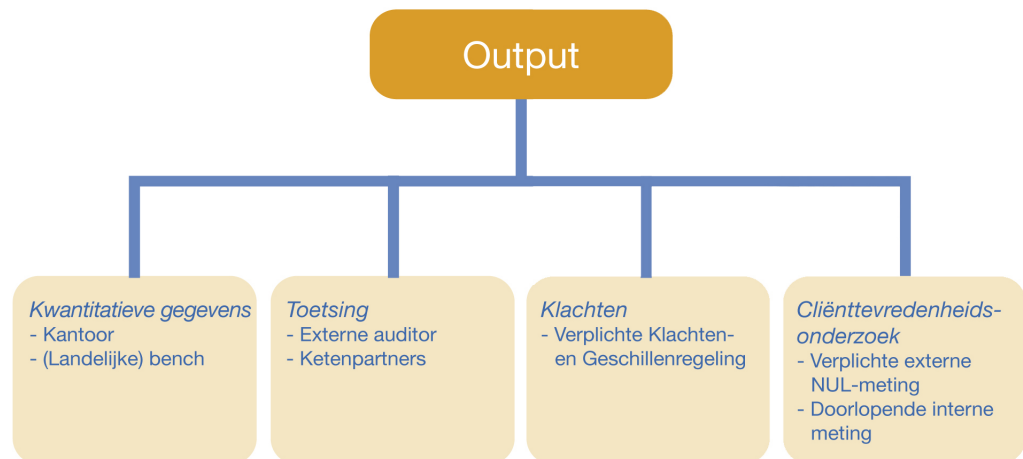 Output
Kwantitatieve gegevens
- Kantoor
- (Landelijke) bench
Toetsing
- Externe auditor
- Ketenpartners
Klachten
- Verplichte Klachten-
en Geschillenregeling
Cliënttevredenheids-
onderzoek
- Verplichte externe
NUL-meting
- Doorlopende interne
meting